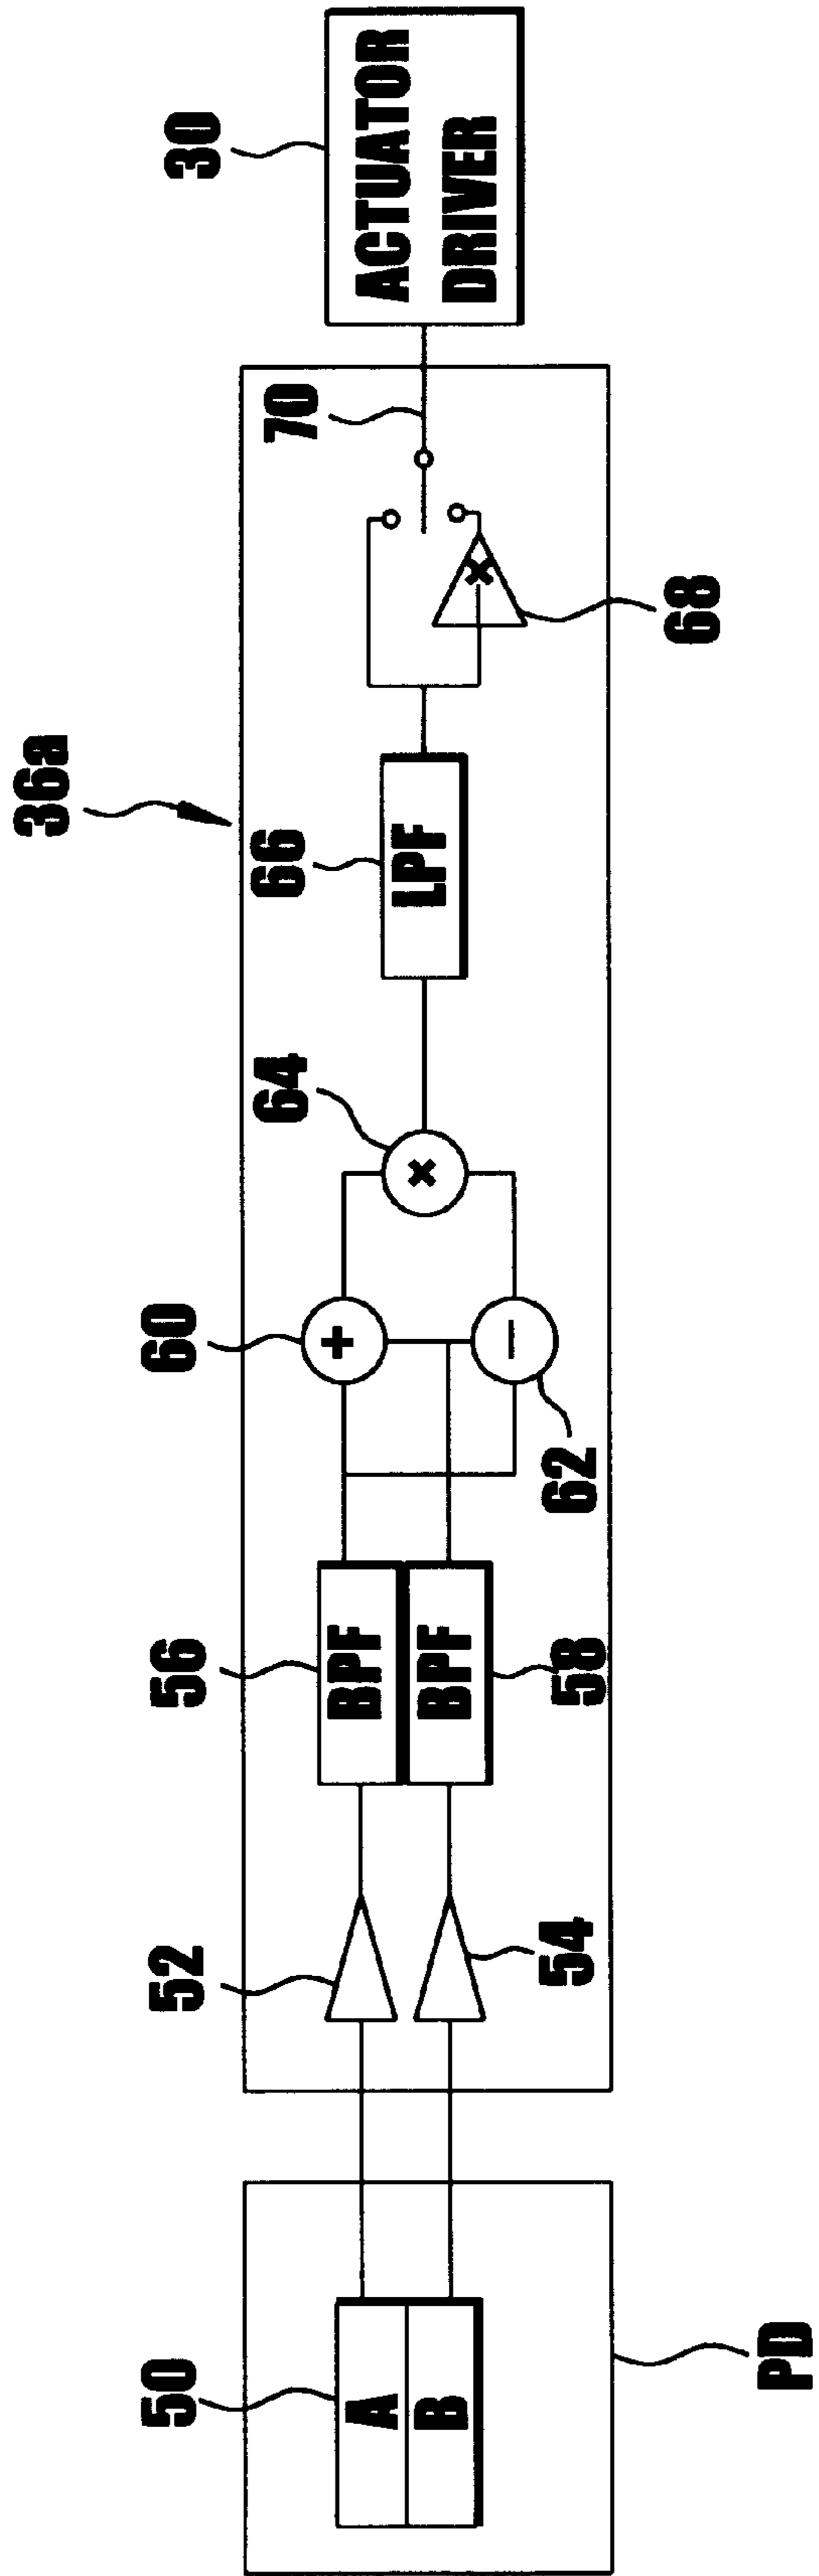 36a
50
52
56
60
64
66
70
30
A
B
BPF
BPF
+
−
×
LPF
×
ACTUATOR
DRIVER
54
58
62
68
PD